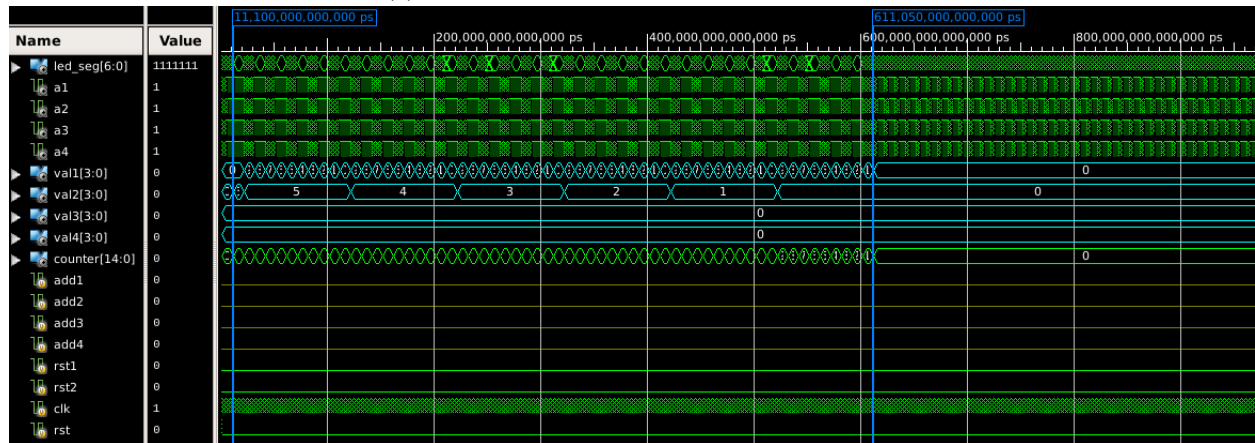 11,100,000,000,000 ps 611,050,000,000,000 ps
Name Value 200,000,000,000,000 ps 400,000,000,000,000 ps 600,000,000,000,000 ps 800,000,000,000,000 ps
led_seg[6:0] 1111111
a1 1
a2 1
a3 1
a4 1
val1[3:0] 0 0 0
val2[3:0] 0 5 4 3 2 1 0
val3[3:0] 0 0
val4[3:0] 0 0
counter[14:0] 0 0
add1 0
add2 0
add3 0
add4 0
rst1 0
rst2 0
clk 1
rst 0